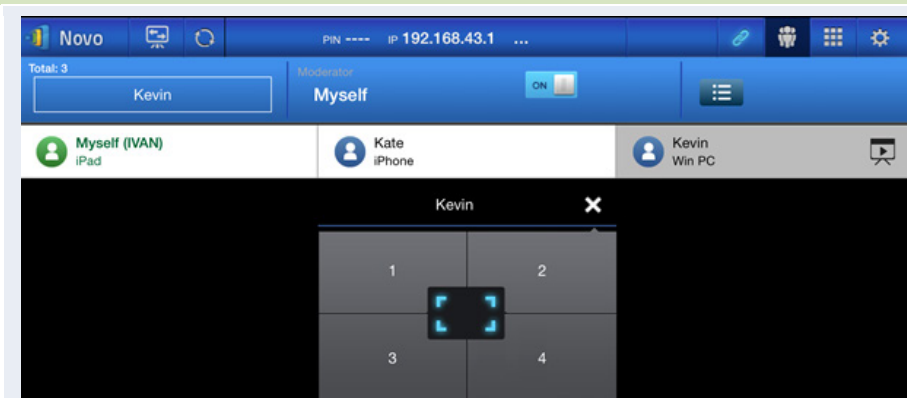 Novo PIN ---- IP 192.168.43.1 ...
Total: 3
Kevin
Moderator
Myself
ON
Myself (IVAN)
iPad
Kate
iPhone
Kevin
Win PC
Kevin
1 2
3 4